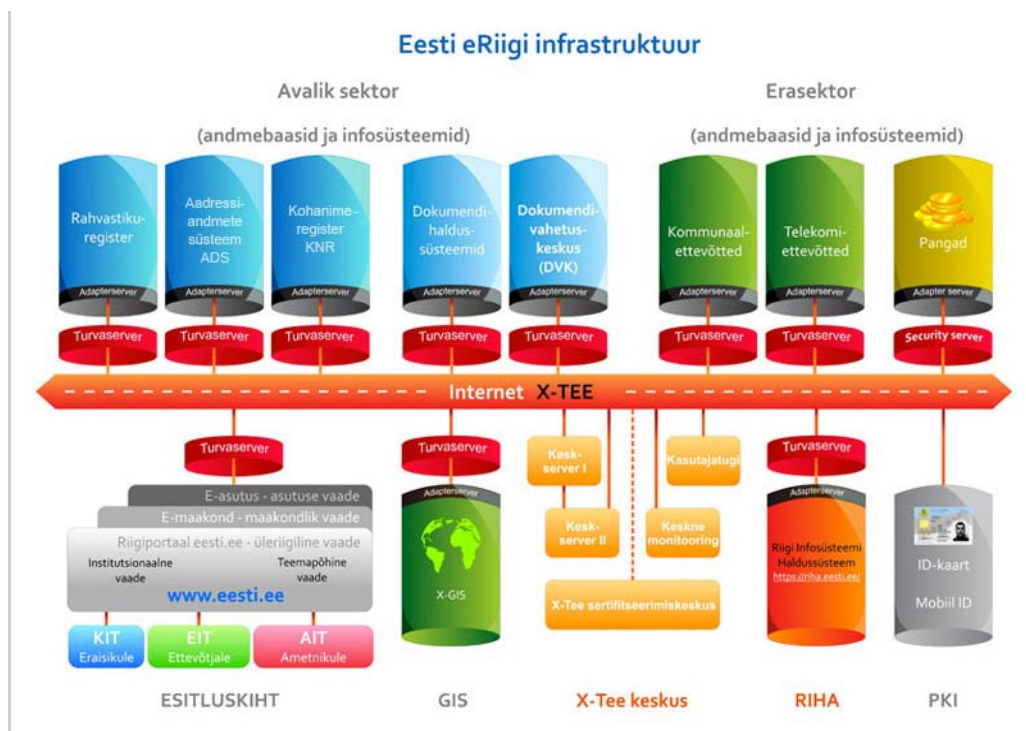 Eesti eRiigi infrastruktuur
Avalik sektor
(andmebaasid ja infosüsteemid)
Erasektor
(andmebaasid ja infosüsteemid)
Rahvastiku-
register
Adapterserver
Turvaserver
Aadressi-
andmete
süsteem
ADS
Adapterserver
Turvaserver
Kohanime-
register
KNR
Adapterserver
Turvaserver
Dokumendi-
haldus-
süsteemid
Adapterserver
Turvaserver
Dokumendi-
vahetus-
keskus
(DVK)
Adapterserver
Turvaserver
Kommunaal-
ettevõtted
Adapterserver
Turvaserver
Telekomi-
ettevõtted
Adapterserver
Turvaserver
Pangad
Adapter server
Security server
Internet X-TEE
Turvaserver
E-asutus - asutuse vaade
E-maakond - maakondlik vaade
Riigiportaal eesti.ee - üleriigiline vaade
Institutsionaalne
vaade
Teemapõhine
vaade
www.eesti.ee
KIT
Eraisikule
EIT
Ettevõtjale
AIT
Ametnikule
Turvaserver
Adapterserver
X-GIS
Kesk-
server I
Kesk-
server II
Kasutajatugi
Keskne
monitooring
X-Tee sertifitseerimiskeskus
Turvaserver
Adapterserver
Riigi Infosüsteemi
Haldussüsteem
https://riha.eesti.ee/
ID-kaart
Mobiil ID
ESITLUSKIHT
GIS
X-Tee keskus
RIHA
PKI